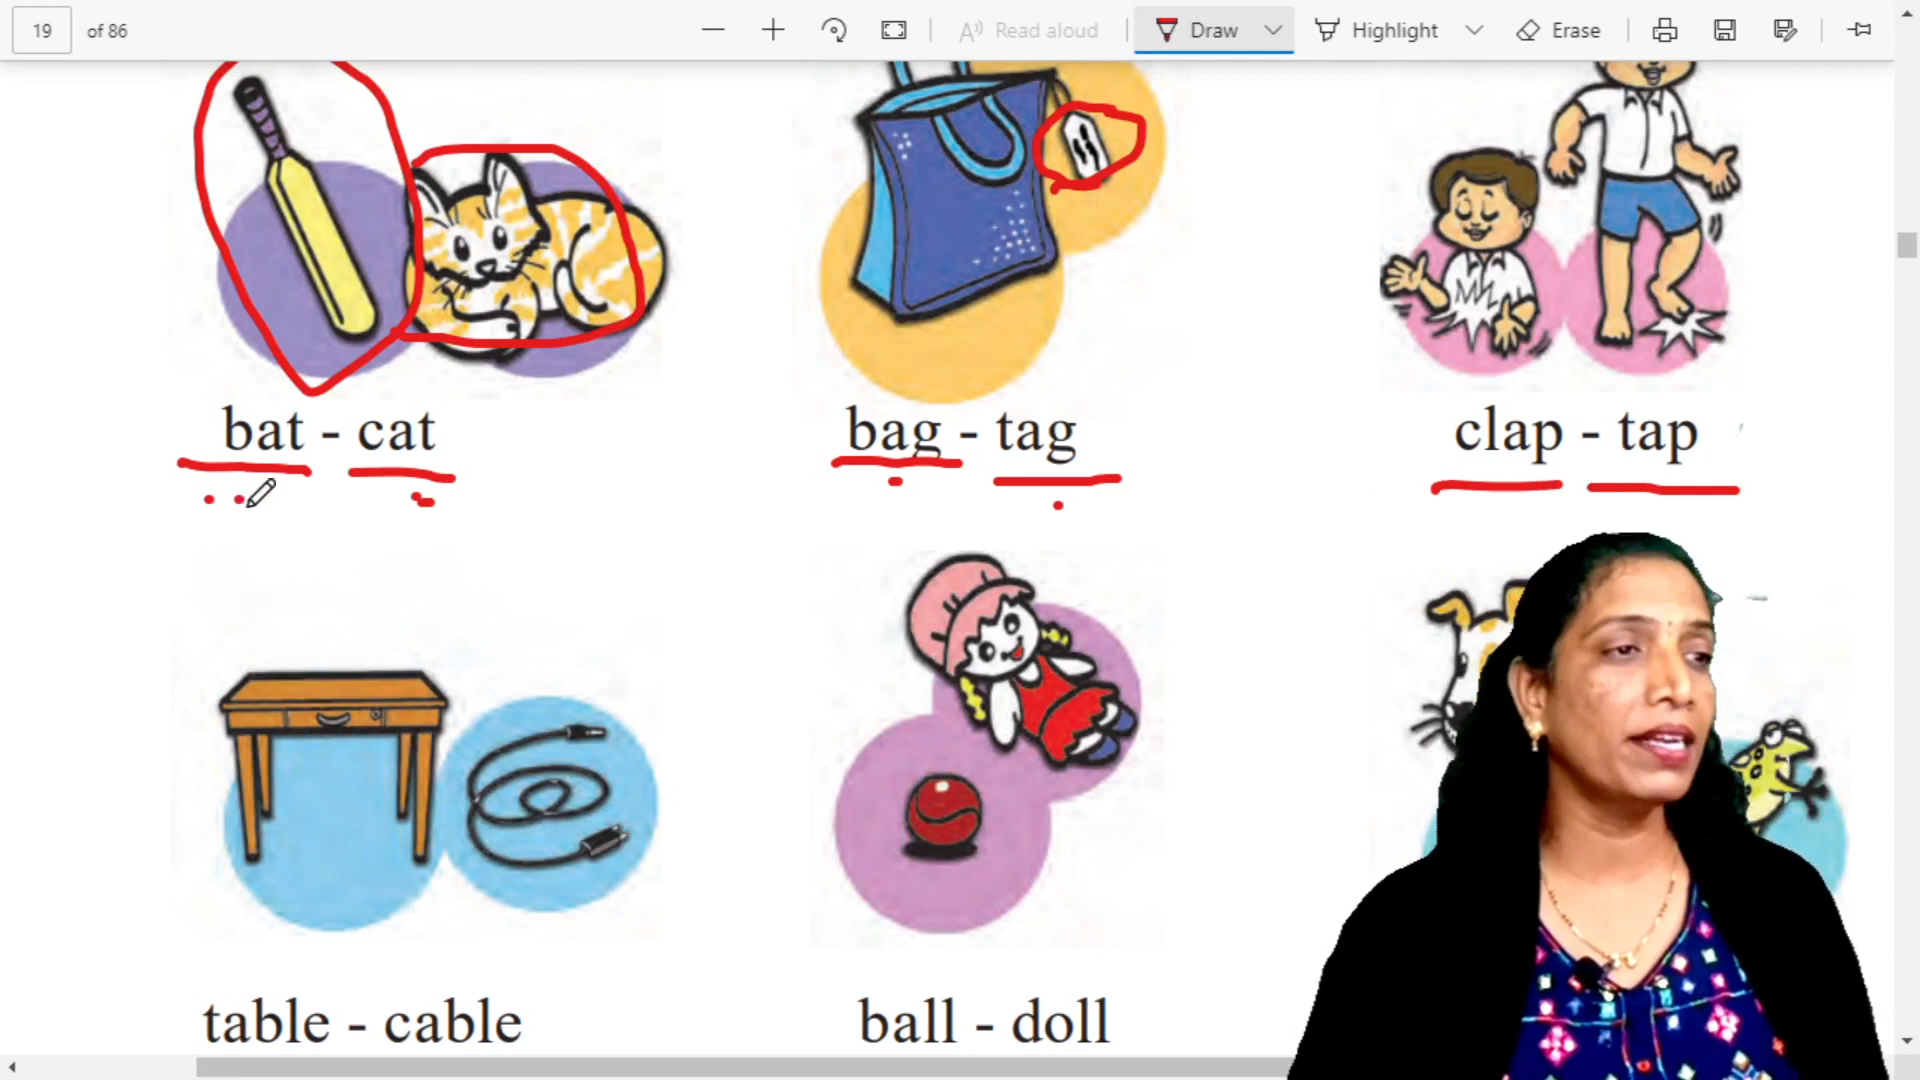 19 of 86 Read aloud Draw Highlight Erase
bat - cat bag - tag clap - tap
table - cable ball - doll